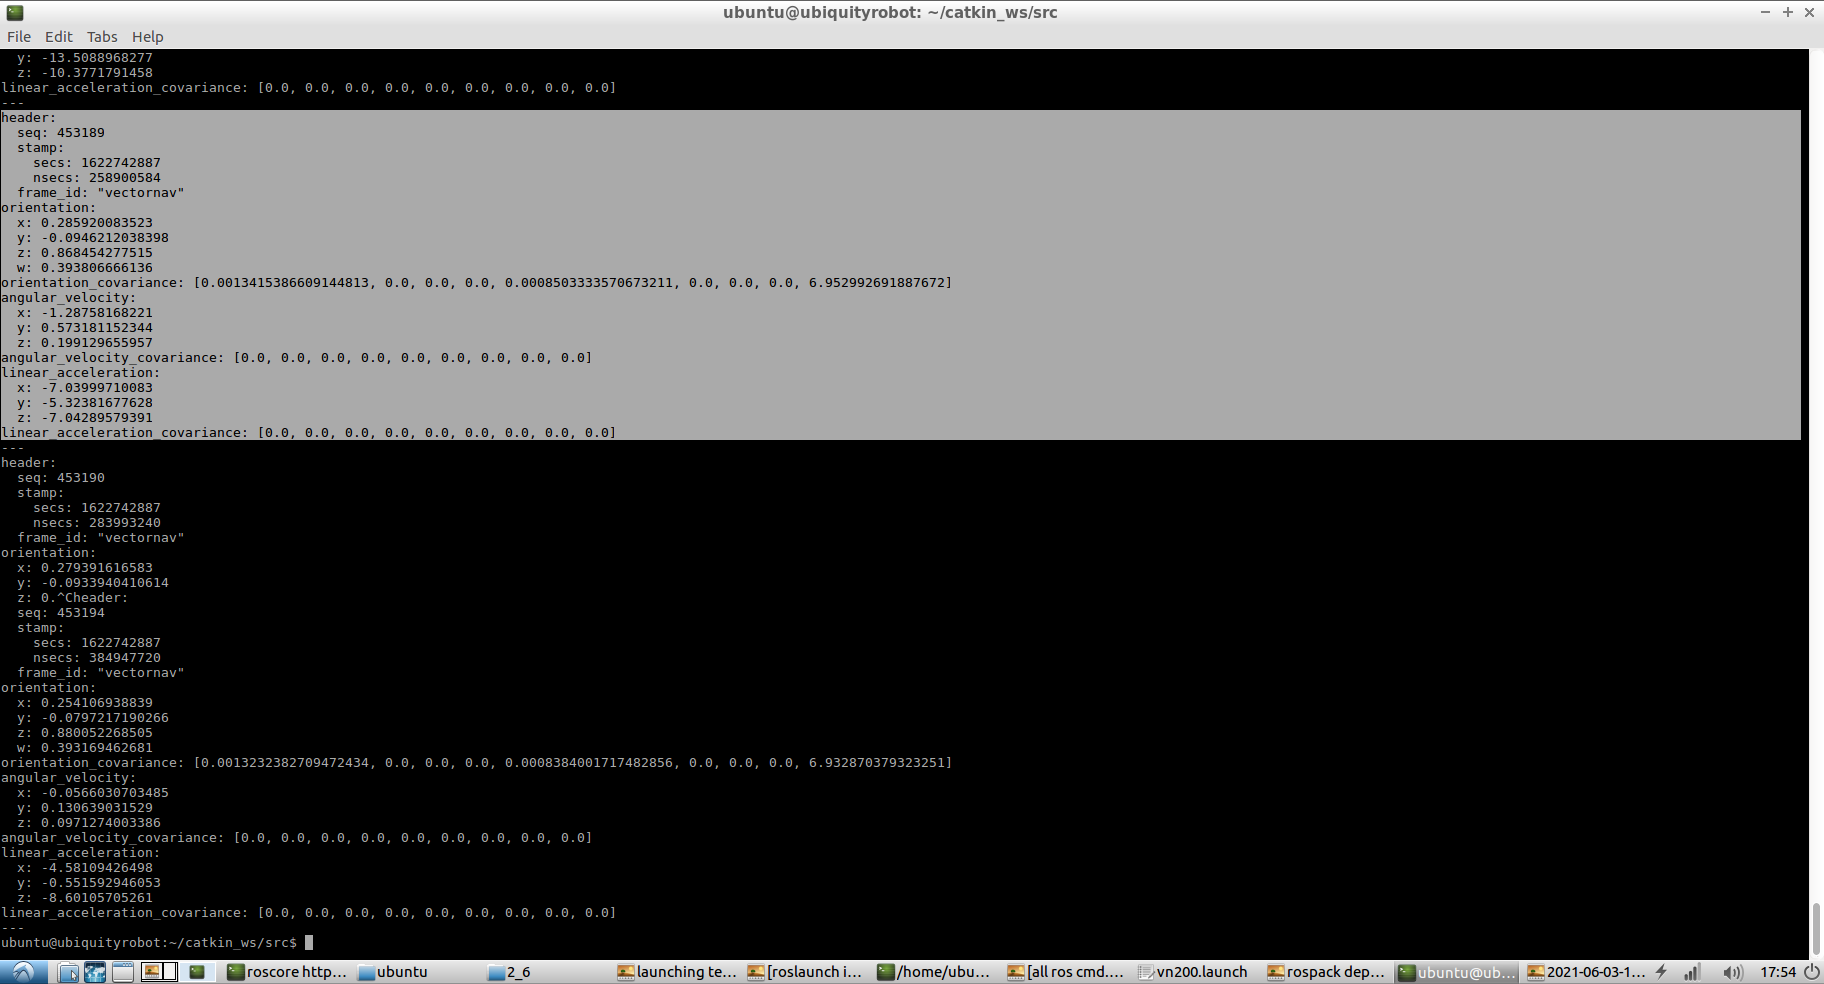 ubuntu@ubiquityrobot: ~/catkin_ws/src
File Edit Tabs Help
  y: -13.5088968277
  z: -10.3771791458
linear_acceleration_covariance: [0.0, 0.0, 0.0, 0.0, 0.0, 0.0, 0.0, 0.0, 0.0]
---
header:
  seq: 453189
  stamp:
    secs: 1622742887
    nsecs: 258900584
  frame_id: "vectornav"
orientation:
  x: 0.285920083523
  y: -0.0946212038398
  z: 0.868454277515
  w: 0.393806666136
orientation_covariance: [0.0013415386609144813, 0.0, 0.0, 0.0, 0.0008503333570673211, 0.0, 0.0, 0.0, 6.952992691887672]
angular_velocity:
  x: -1.28758168221
  y: 0.573181152344
  z: 0.199129655957
angular_velocity_covariance: [0.0, 0.0, 0.0, 0.0, 0.0, 0.0, 0.0, 0.0, 0.0]
linear_acceleration:
  x: -7.03999710083
  y: -5.32381677628
  z: -7.04289579391
linear_acceleration_covariance: [0.0, 0.0, 0.0, 0.0, 0.0, 0.0, 0.0, 0.0, 0.0]
---
header:
  seq: 453190
  stamp:
    secs: 1622742887
    nsecs: 283993240
  frame_id: "vectornav"
orientation:
  x: 0.279391616583
  y: -0.0933940410614
  z: 0.^Cheader:
  seq: 453194
  stamp:
    secs: 1622742887
    nsecs: 384947720
  frame_id: "vectornav"
orientation:
  x: 0.254106938839
  y: -0.0797217190266
  z: 0.880052268505
  w: 0.393169462681
orientation_covariance: [0.0013232382709472434, 0.0, 0.0, 0.0, 0.0008384001717482856, 0.0, 0.0, 0.0, 6.932870379323251]
angular_velocity:
  x: -0.0566030703485
  y: 0.130639031529
  z: 0.0971274003386
angular_velocity_covariance: [0.0, 0.0, 0.0, 0.0, 0.0, 0.0, 0.0, 0.0, 0.0]
linear_acceleration:
  x: -4.58109426498
  y: -0.551592946053
  z: -8.60105705261
linear_acceleration_covariance: [0.0, 0.0, 0.0, 0.0, 0.0, 0.0, 0.0, 0.0, 0.0]
---
ubuntu@ubiquityrobot:~/catkin_ws/src$
roscore http... ubuntu 2_6 launching te... [roslaunch i... /home/ubu... [all ros cmd.... vn200.launch rospack dep... ubuntu@ub... 2021-06-03-1... 17:54